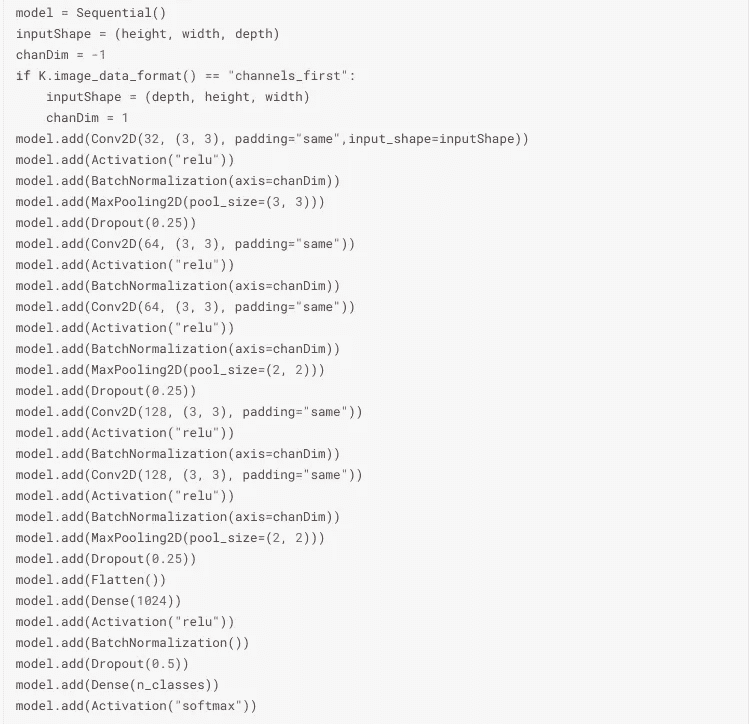 model = Sequential()
inputShape = (height, width, depth)
chanDim = -1
if K.image_data_format() == "channels_first":
    inputShape = (depth, height, width)
    chanDim = 1
model.add(Conv2D(32, (3, 3), padding="same",input_shape=inputShape))
model.add(Activation("relu"))
model.add(BatchNormalization(axis=chanDim))
model.add(MaxPooling2D(pool_size=(3, 3)))
model.add(Dropout(0.25))
model.add(Conv2D(64, (3, 3), padding="same"))
model.add(Activation("relu"))
model.add(BatchNormalization(axis=chanDim))
model.add(Conv2D(64, (3, 3), padding="same"))
model.add(Activation("relu"))
model.add(BatchNormalization(axis=chanDim))
model.add(MaxPooling2D(pool_size=(2, 2)))
model.add(Dropout(0.25))
model.add(Conv2D(128, (3, 3), padding="same"))
model.add(Activation("relu"))
model.add(BatchNormalization(axis=chanDim))
model.add(Conv2D(128, (3, 3), padding="same"))
model.add(Activation("relu"))
model.add(BatchNormalization(axis=chanDim))
model.add(MaxPooling2D(pool_size=(2, 2)))
model.add(Dropout(0.25))
model.add(Flatten())
model.add(Dense(1024))
model.add(Activation("relu"))
model.add(BatchNormalization())
model.add(Dropout(0.5))
model.add(Dense(n_classes))
model.add(Activation("softmax"))